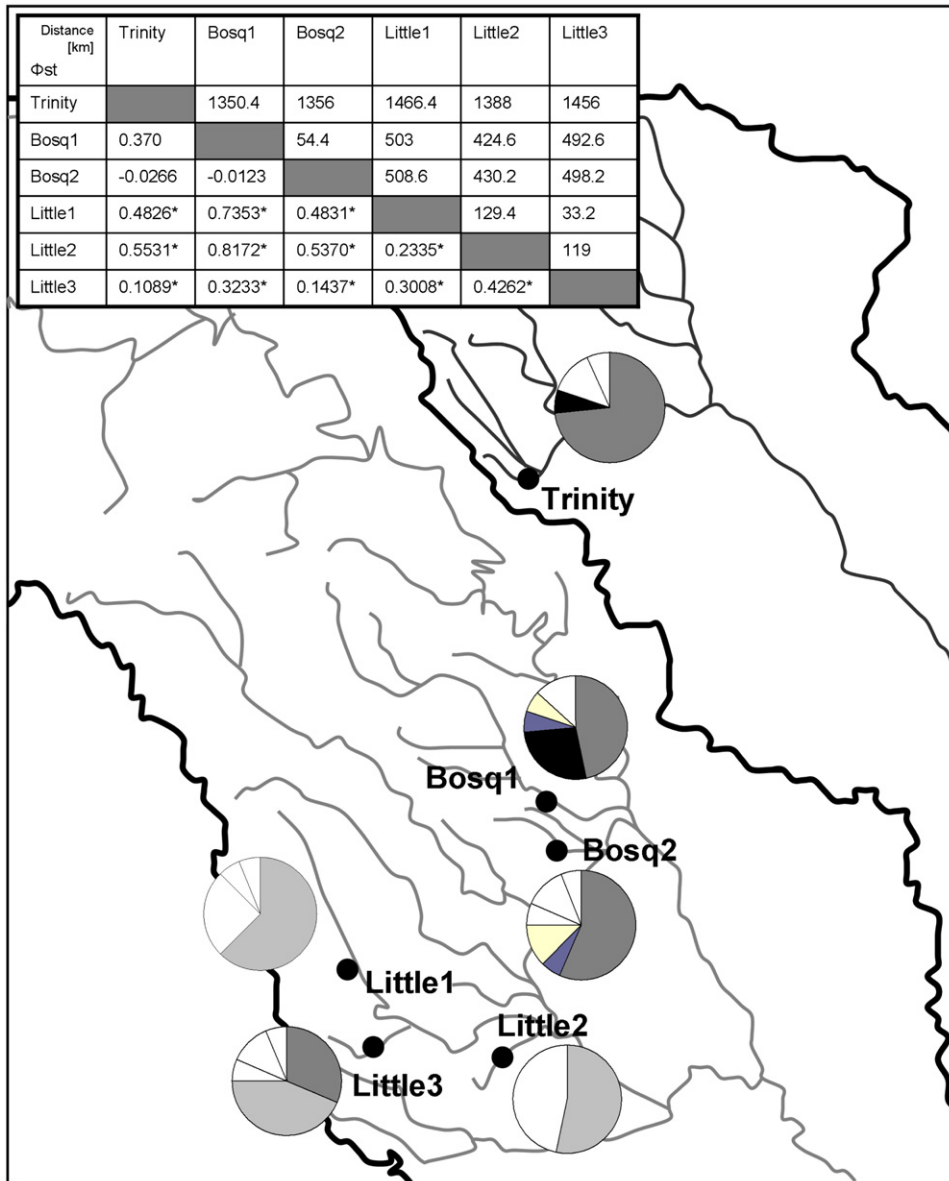 Distance Trinity Bosq1 Bosq2 Little1 Little2 Little3
[km]
Φst
Trinity 1350.4 1356 1466.4 1388 1456
Bosq1 0.370 54.4 503 424.6 492.6
Bosq2 -0.0266 -0.0123 508.6 430.2 498.2
Little1 0.4826* 0.7353* 0.4831* 129.4 33.2
Little2 0.5531* 0.8172* 0.5370* 0.2335* 119
Little3 0.1089* 0.3233* 0.1437* 0.3008* 0.4262*
Trinity
Bosq1
Bosq2
Little1
Little2
Little3